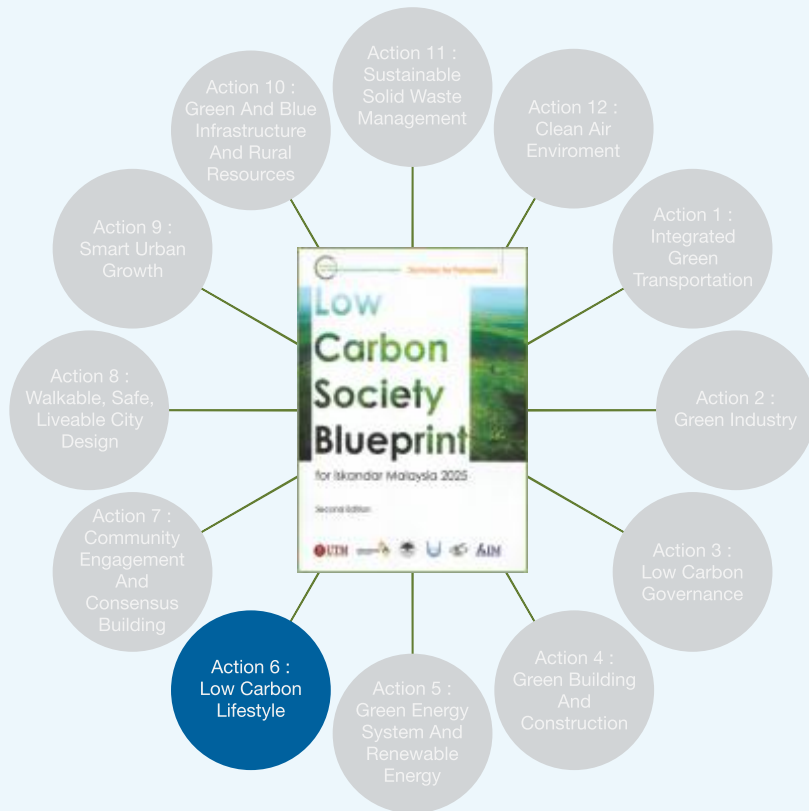 Action 11 :
Sustainable
Solid Waste
Management
Action 12 :
Clean Air
Enviroment
Action 1 :
Integrated
Green
Transportation
Action 2 :
Green Industry
Action 3 :
Low Carbon
Governance
Action 4 :
Green Building
And
Construction
Action 5 :
Green Energy
System And
Renewable
Energy
Action 6 :
Low Carbon
Lifestyle
Action 7 :
Community
Engagement
And
Consensus
Building
Action 8 :
Walkable, Safe,
Liveable City
Design
Action 9 :
Smart Urban
Growth
Action 10 :
Green And Blue
Infrastructure
And Rural
Resources
Summary for Policymakers
Low
Carbon
Society
Blueprint
for Iskandar Malaysia 2025
Second Edition
UTM
AIM